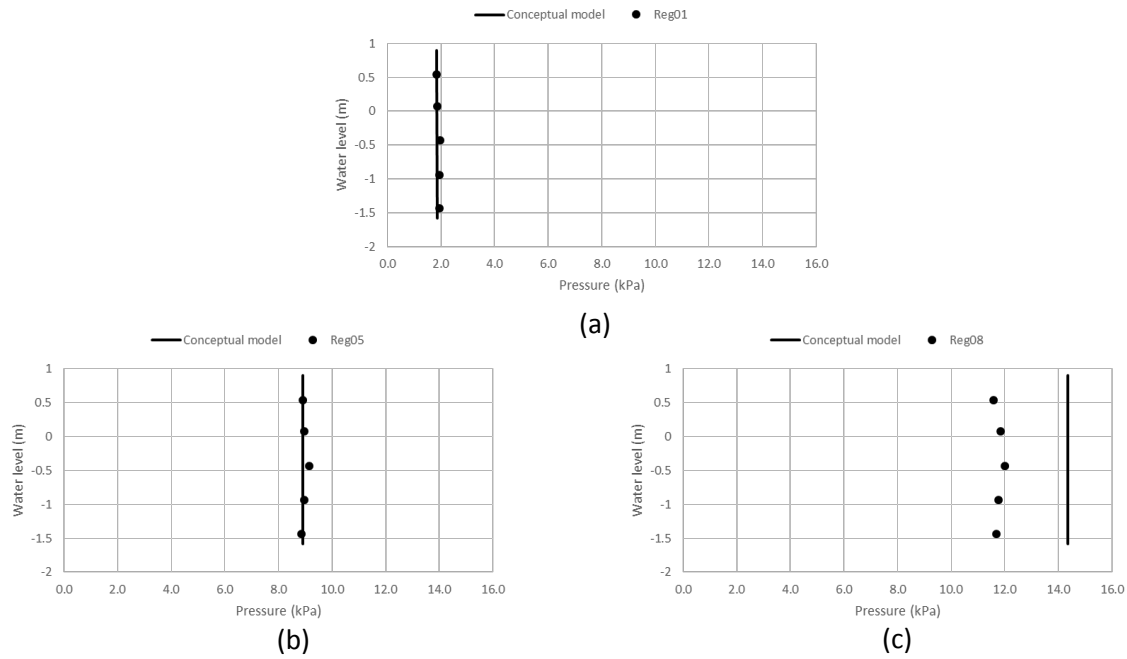 Conceptual model Reg01
1
0.5
0
-0.5
-1
-1.5
-2
Water level (m)
0.0 2.0 4.0 6.0 8.0 10.0 12.0 14.0 16.0
Pressure (kPa)
(a)
Conceptual model Reg05
1
0.5
0
-0.5
-1
-1.5
-2
Water level (m)
0.0 2.0 4.0 6.0 8.0 10.0 12.0 14.0 16.0
Pressure (kPa)
(b)
Conceptual model Reg08
1
0.5
0
-0.5
-1
-1.5
-2
Water level (m)
0.0 2.0 4.0 6.0 8.0 10.0 12.0 14.0 16.0
Pressure (kPa)
(c)